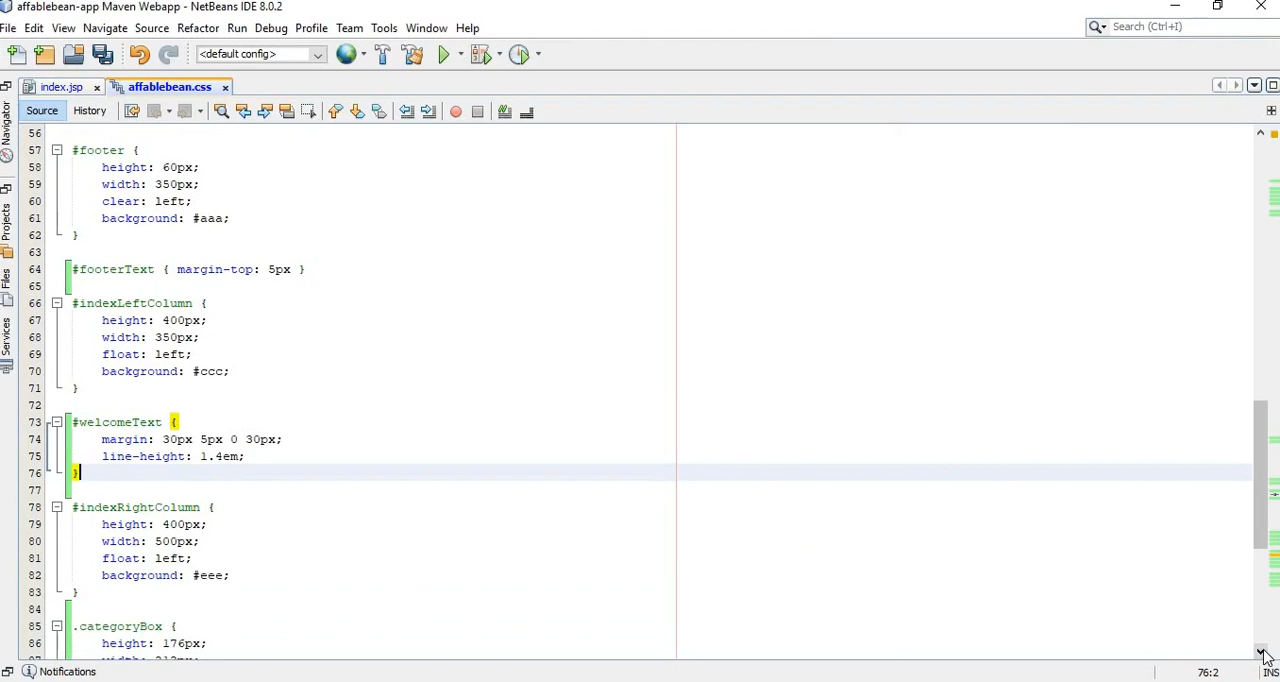 affablebean-app Maven Webapp - NetBeans IDE 8.0.2
File Edit View Navigate Source Refactor Run Debug Profile Team Tools Window Help
Search (Ctrl+I)
<default config>
index.jsp
affablebean.css
Source History
Navigator
Projects
Files
Services
56
57 #footer {
58 height: 60px;
59 width: 350px;
60 clear: left;
61 background: #aaa;
62 }
63
64 #footerText { margin-top: 5px }
65
66 #indexLeftColumn {
67 height: 400px;
68 width: 350px;
69 float: left;
70 background: #ccc;
71 }
72
73 #welcomeText {
74 margin: 30px 5px 0 30px;
75 line-height: 1.4em;
76 }
77
78 #indexRightColumn {
79 height: 400px;
80 width: 500px;
81 float: left;
82 background: #eee;
83 }
84
85 .categoryBox {
86 height: 176px;
Notifications
76:2
INS